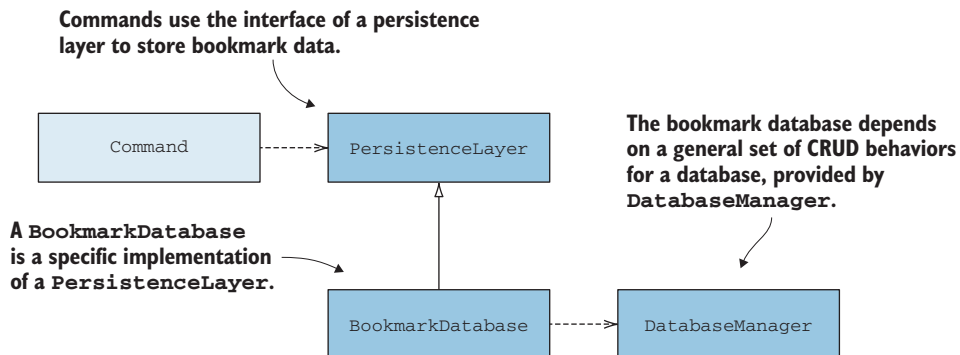 Commands use the interface of a persistence
layer to store bookmark data.
Command
PersistenceLayer
The bookmark database depends
on a general set of CRUD behaviors
for a database, provided by
DatabaseManager.
A BookmarkDatabase
is a specific implementation
of a PersistenceLayer.
BookmarkDatabase
DatabaseManager